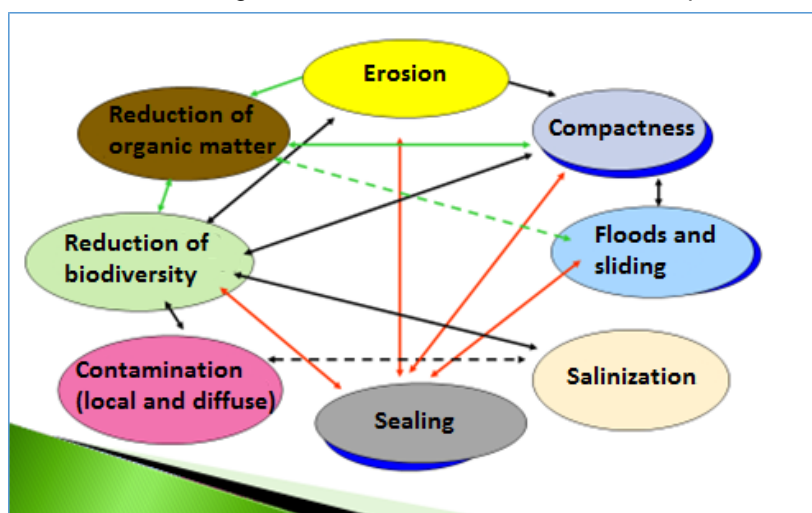 Erosion
Reduction of
organic matter
Compactness
Reduction of
biodiversity
Floods and
sliding
Contamination
(local and diffuse)
Salinization
Sealing